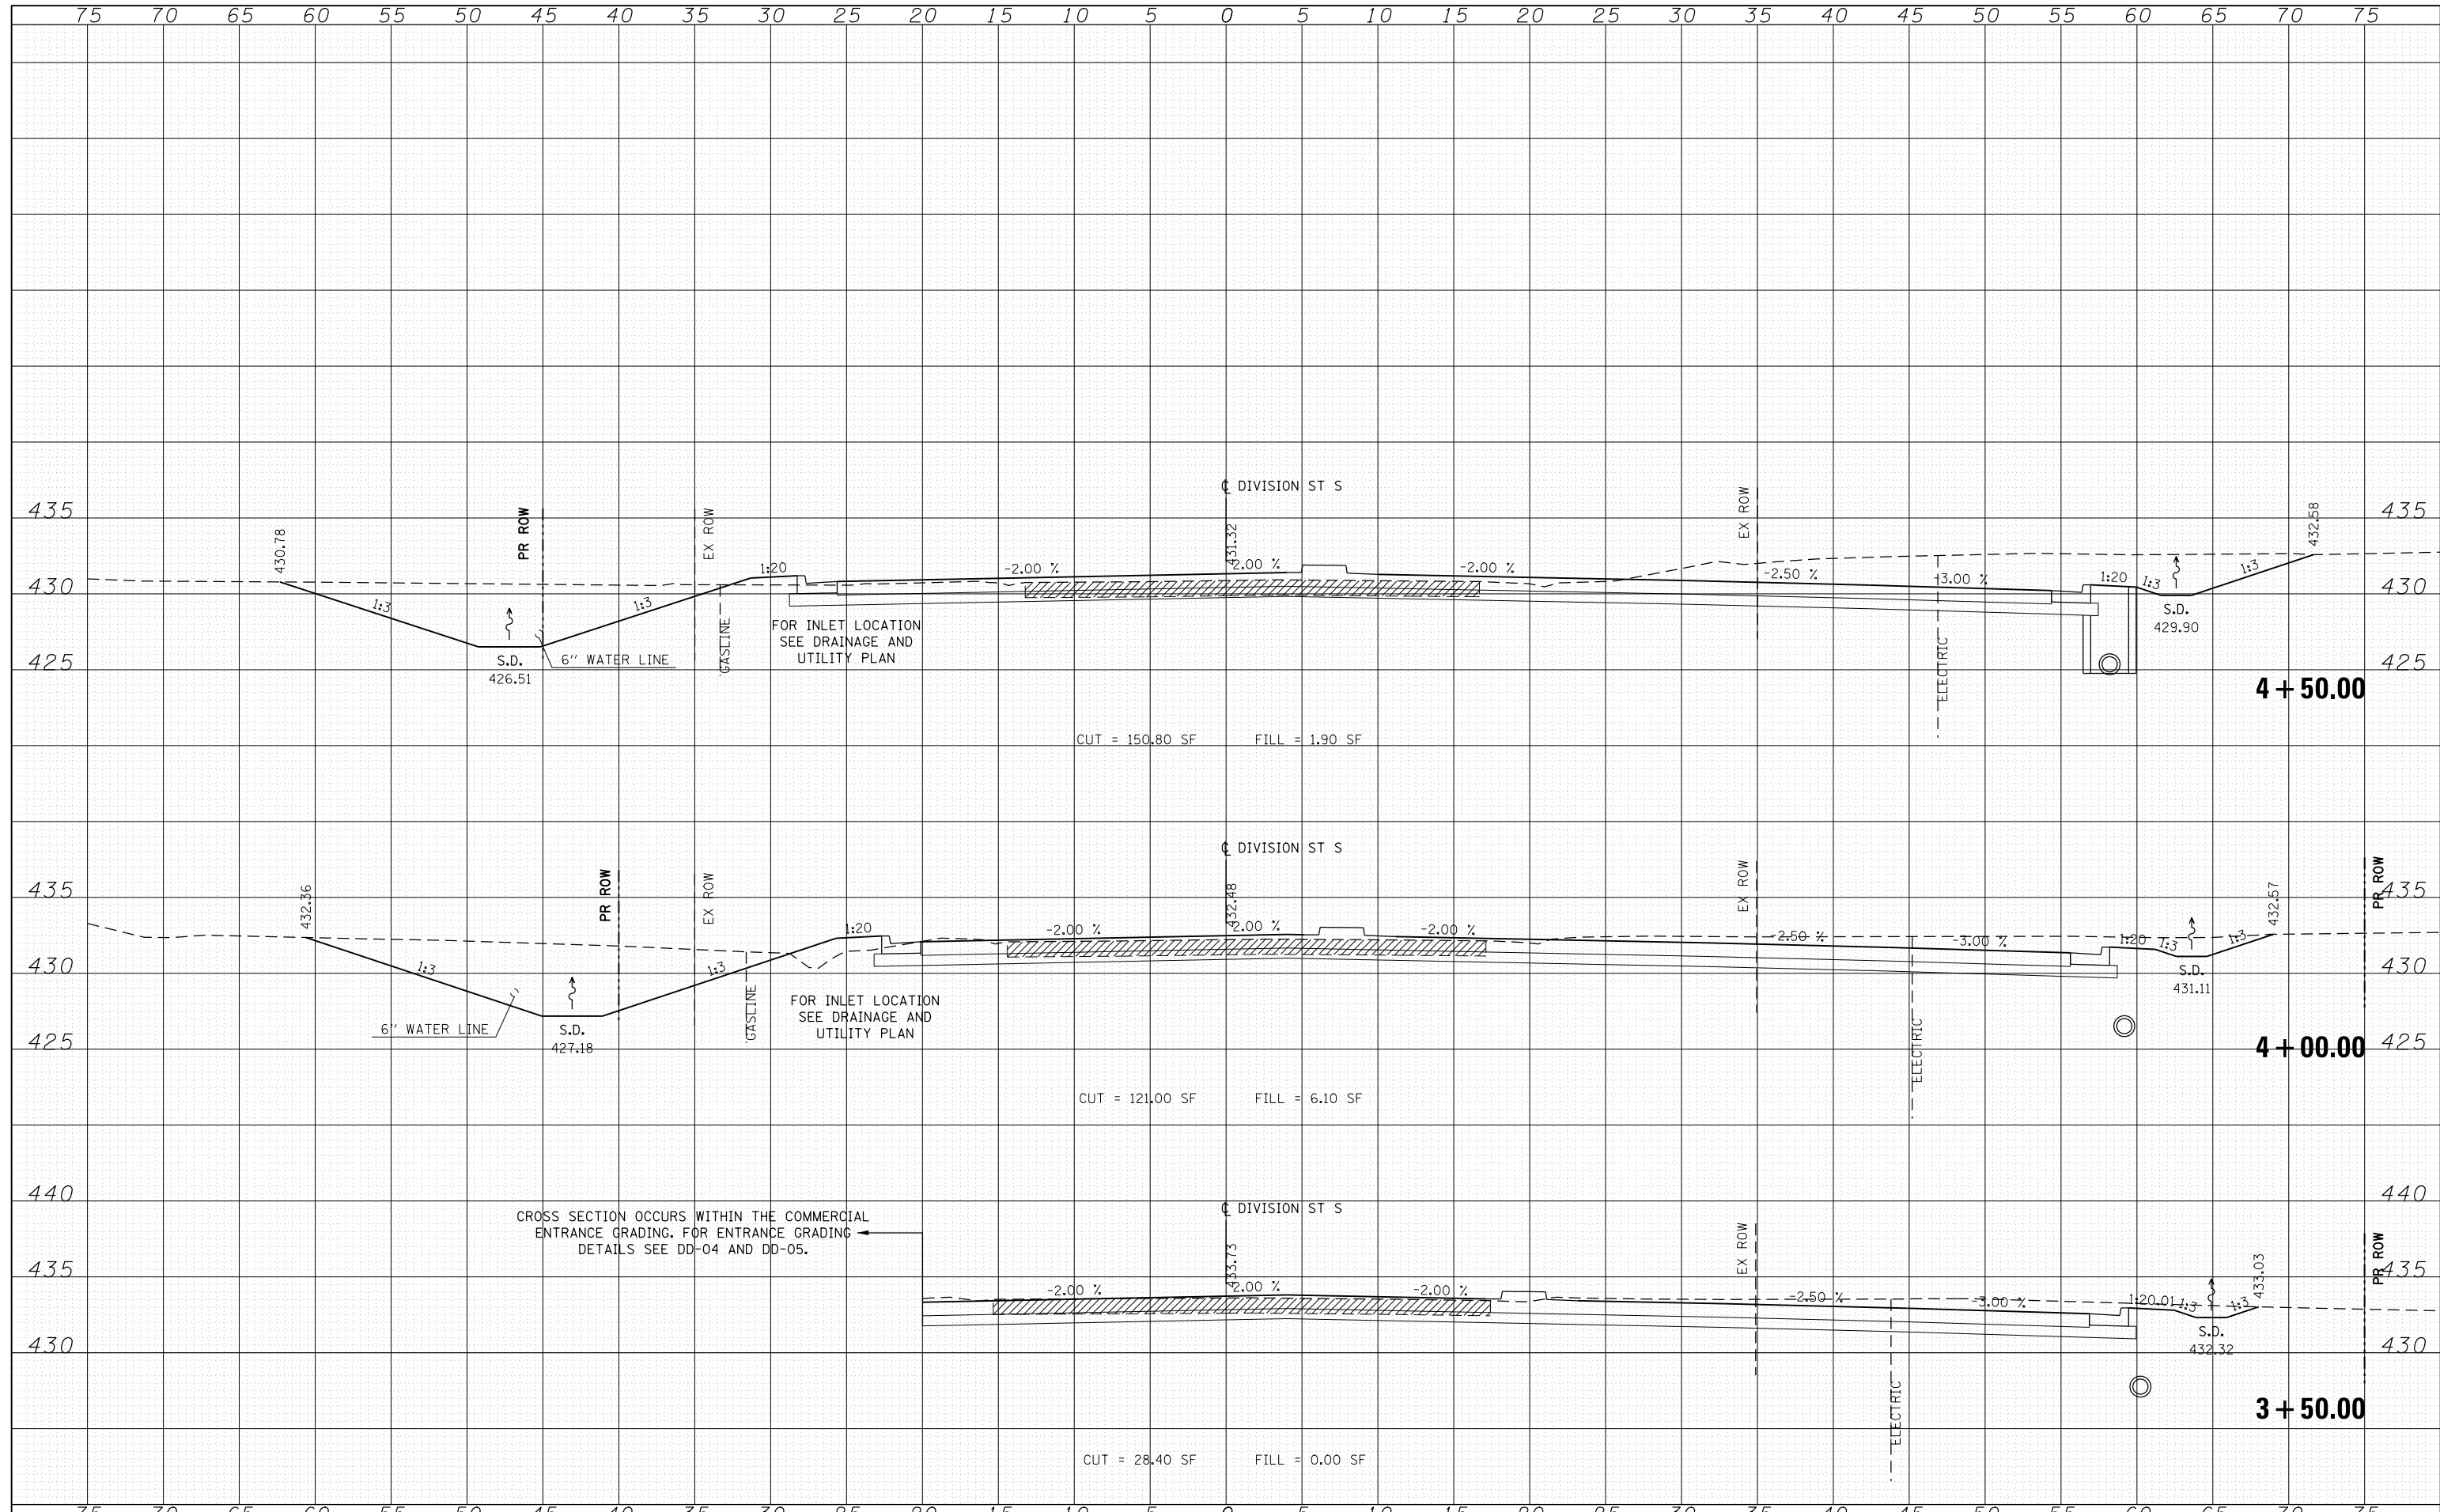 75 70 65 60 55 50 45 40 35 30 25 20 15 10 5 0 5 10 15 20 25 30 35 40 45 50 55 60 65 70 75
℄ DIVISION ST S
435
430.78
PR ROW
EX ROW
431.32
EX ROW
432.58
435
430
1:3
1:3
1:20
-2.00 %
2.00 %
-2.00 %
-2.50 %
-3.00 %
1:20
1:3
1:3
430
S.D.
429.90
GASLINE
FOR INLET LOCATION
SEE DRAINAGE AND
UTILITY PLAN
ELECTRIC
425
S.D.
426.51
6" WATER LINE
425
4+50.00
CUT = 150.80 SF FILL = 1.90 SF
℄ DIVISION ST S
435
432.36
PR ROW
EX ROW
432.48
EX ROW
432.57
PR ROW
435
1:3
1:3
1:20
-2.00 %
2.00 %
-2.00 %
-2.50 %
-3.00 %
1:20
1:3
1:3
430
430
S.D.
431.11
6" WATER LINE
S.D.
427.18
GASLINE
FOR INLET LOCATION
SEE DRAINAGE AND
UTILITY PLAN
ELECTRIC
425
4+00.00
425
CUT = 121.00 SF FILL = 6.10 SF
440
440
℄ DIVISION ST S
CROSS SECTION OCCURS WITHIN THE COMMERCIAL
ENTRANCE GRADING. FOR ENTRANCE GRADING
DETAILS SEE DD-04 AND DD-05.
435
433.73
EX ROW
433.03
PR ROW
435
-2.00 %
2.00 %
-2.00 %
-2.50 %
-3.00 %
1:20.01
1:3
1:3
430
S.D.
432.32
430
ELECTRIC
3+50.00
CUT = 28.40 SF FILL = 0.00 SF
75 70 65 60 55 50 45 40 35 30 25 20 15 10 5 0 5 10 15 20 25 30 35 40 45 50 55 60 65 70 75